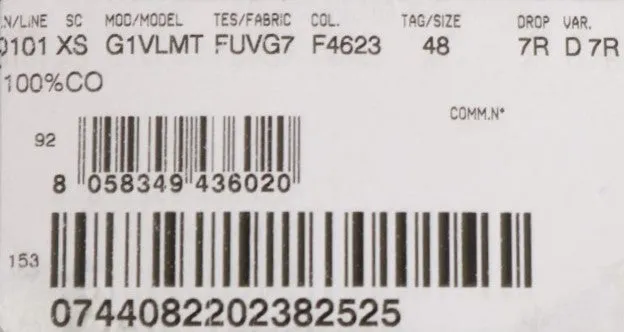 .N/LINE SC MOD/MODEL TES/FABRIC COL. TAG/SIZE DROP VAR.
0101 XS G1VLMT FUVG7 F4623 48 7R D 7R
100%CO
COMM.N°
92
8 058349 436020
153
0744082202382525